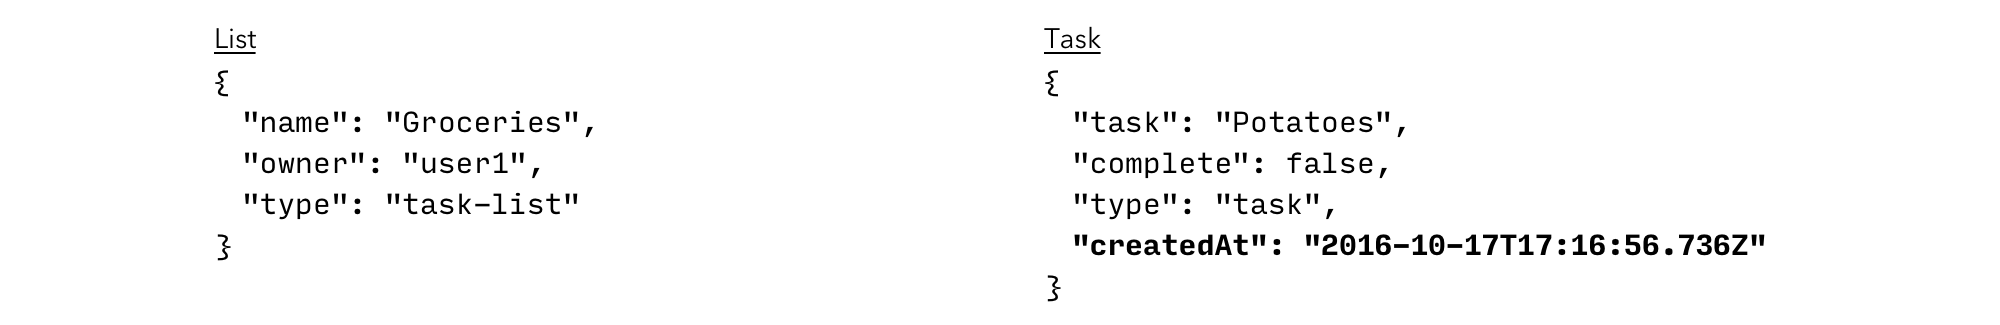 List
{
  "name": "Groceries",
  "owner": "user1",
  "type": "task-list"
}
Task
{
  "task": "Potatoes",
  "complete": false,
  "type": "task",
  "createdAt": "2016-10-17T17:16:56.736Z"
}